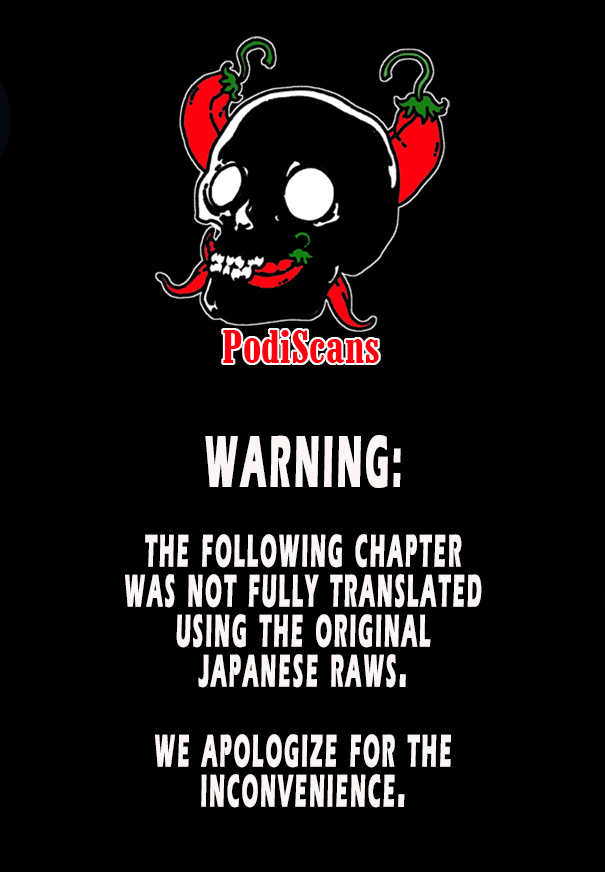 PodiScans
WARNING:
THE FOLLOWING CHAPTER
WAS NOT FULLY TRANSLATED
USING THE ORIGINAL
JAPANESE RAWS.
WE APOLOGIZE FOR THE
INCONVENIENCE.